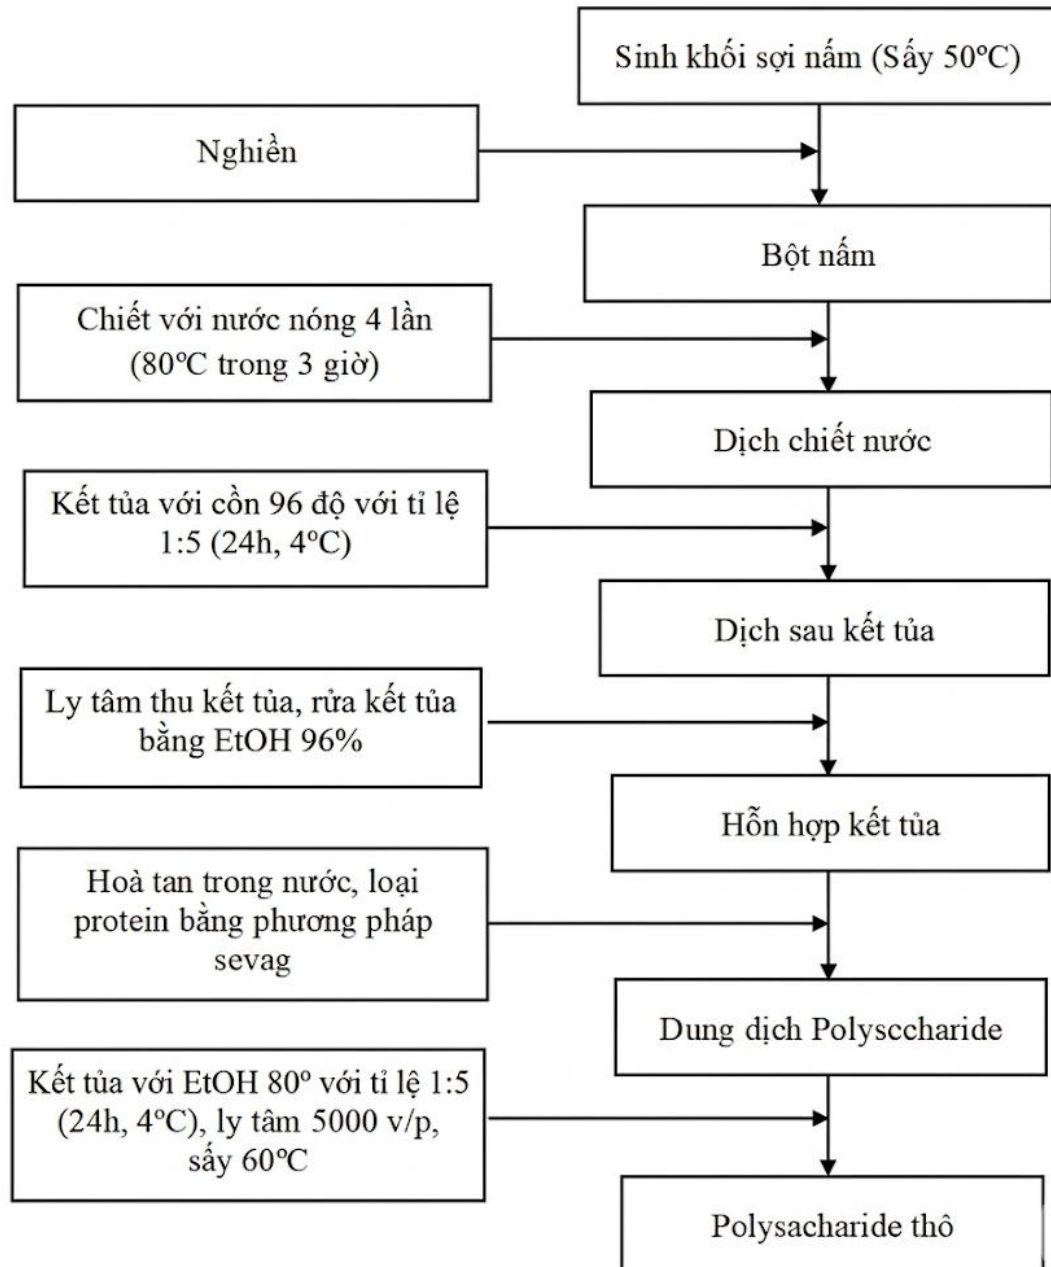 Sinh khối sợi nấm (Sấy 50ºC)
Nghiền
Bột nấm
Chiết với nước nóng 4 lần
(80ºC trong 3 giờ)
Dịch chiết nước
Kết tủa với cồn 96 độ với tỉ lệ
1:5 (24h, 4ºC)
Dịch sau kết tủa
Ly tâm thu kết tủa, rửa kết tủa
bằng EtOH 96%
Hỗn hợp kết tủa
Hoà tan trong nước, loại
protein bằng phương pháp
sevag
Dung dịch Polysccharide
Kết tủa với EtOH 80º với tỉ lệ 1:5
(24h, 4ºC), ly tâm 5000 v/p,
sấy 60ºC
Polysacharide thô